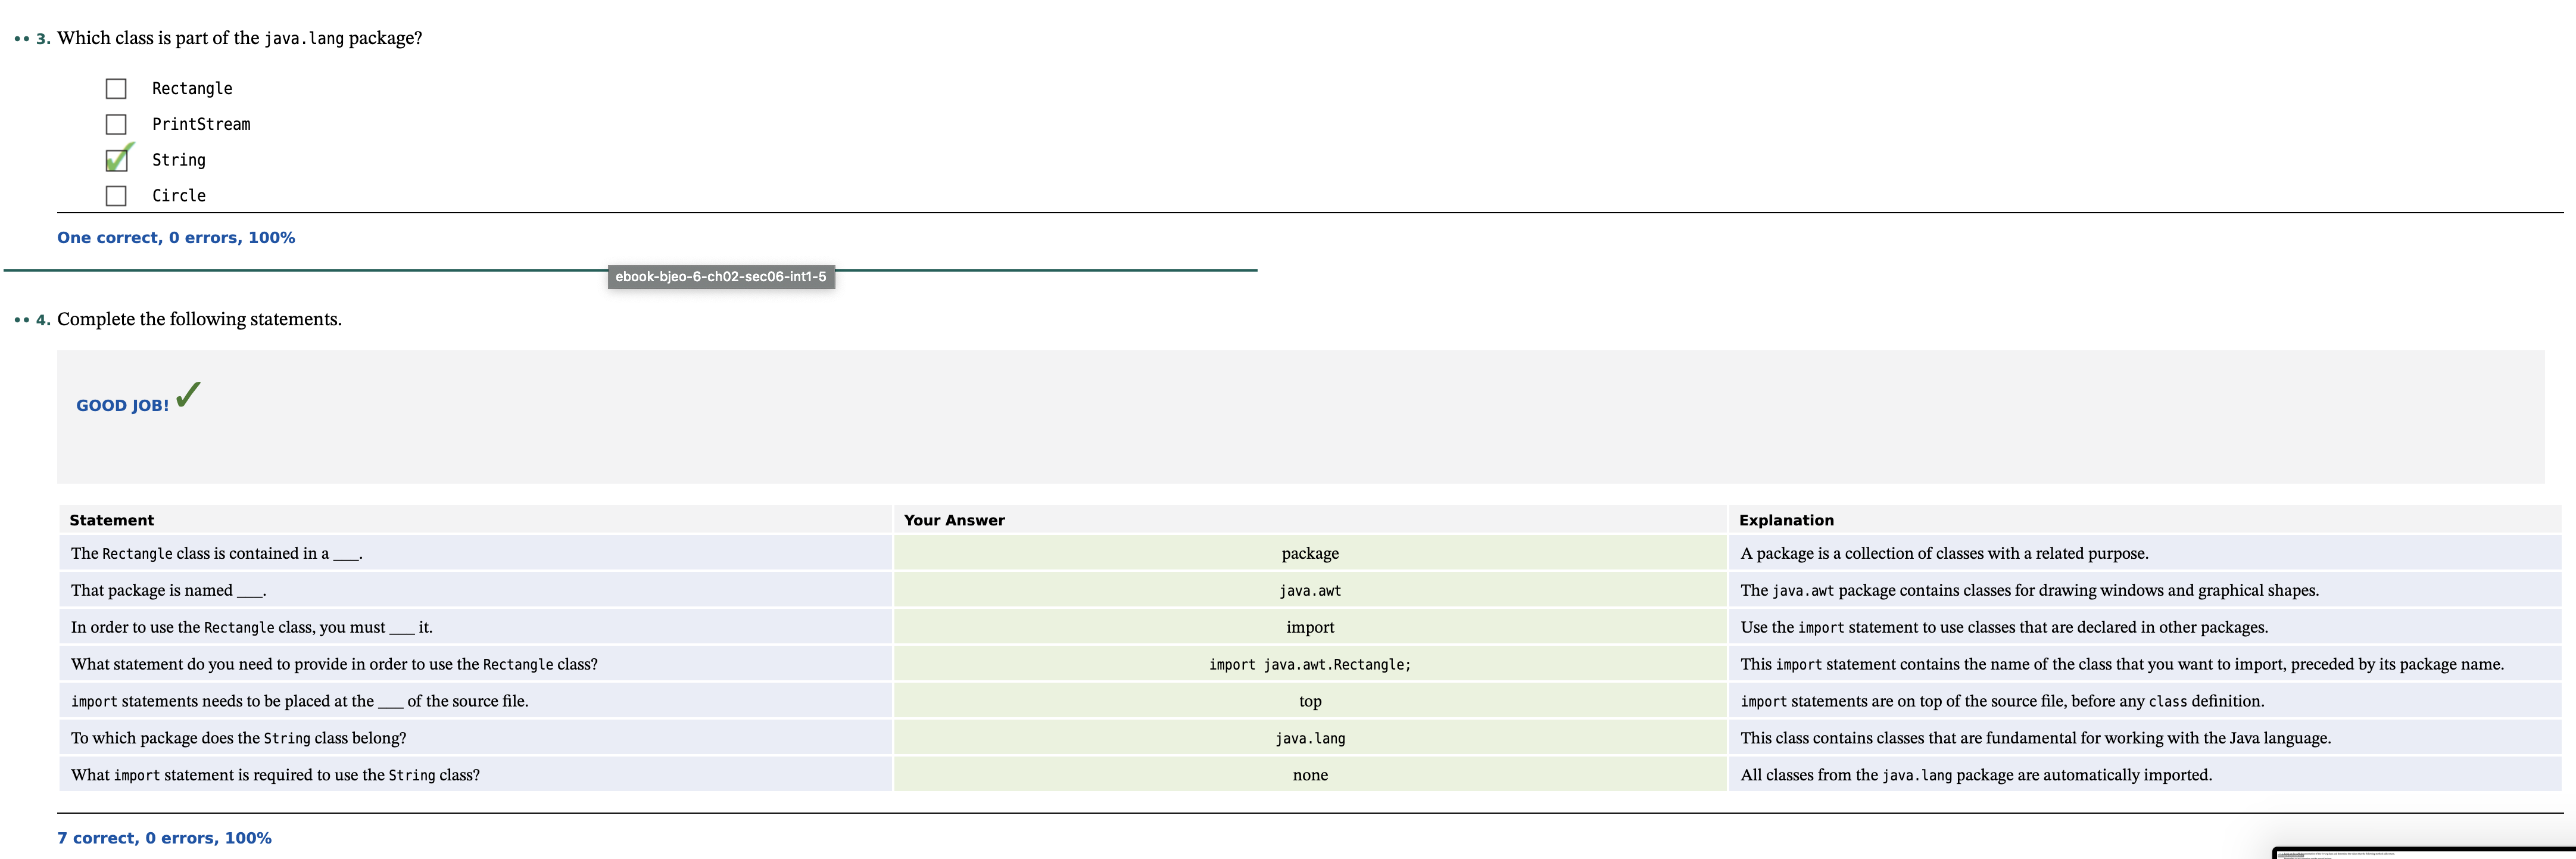 •• 3. Which class is part of the java.lang package?
Rectangle
PrintStream
String
Circle
One correct, 0 errors, 100%
ebook-bjeo-6-ch02-sec06-int1-5
•• 4. Complete the following statements.
GOOD JOB! ✓
Statement Your Answer Explanation
The Rectangle class is contained in a ___. package A package is a collection of classes with a related purpose.
That package is named ___. java.awt The java.awt package contains classes for drawing windows and graphical shapes.
In order to use the Rectangle class, you must ___ it. import Use the import statement to use classes that are declared in other packages.
What statement do you need to provide in order to use the Rectangle class? import java.awt.Rectangle; This import statement contains the name of the class that you want to import, preceded by its package name.
import statements needs to be placed at the ___ of the source file. top import statements are on top of the source file, before any class definition.
To which package does the String class belong? java.lang This class contains classes that are fundamental for working with the Java language.
What import statement is required to use the String class? none All classes from the java.lang package are automatically imported.
7 correct, 0 errors, 100%